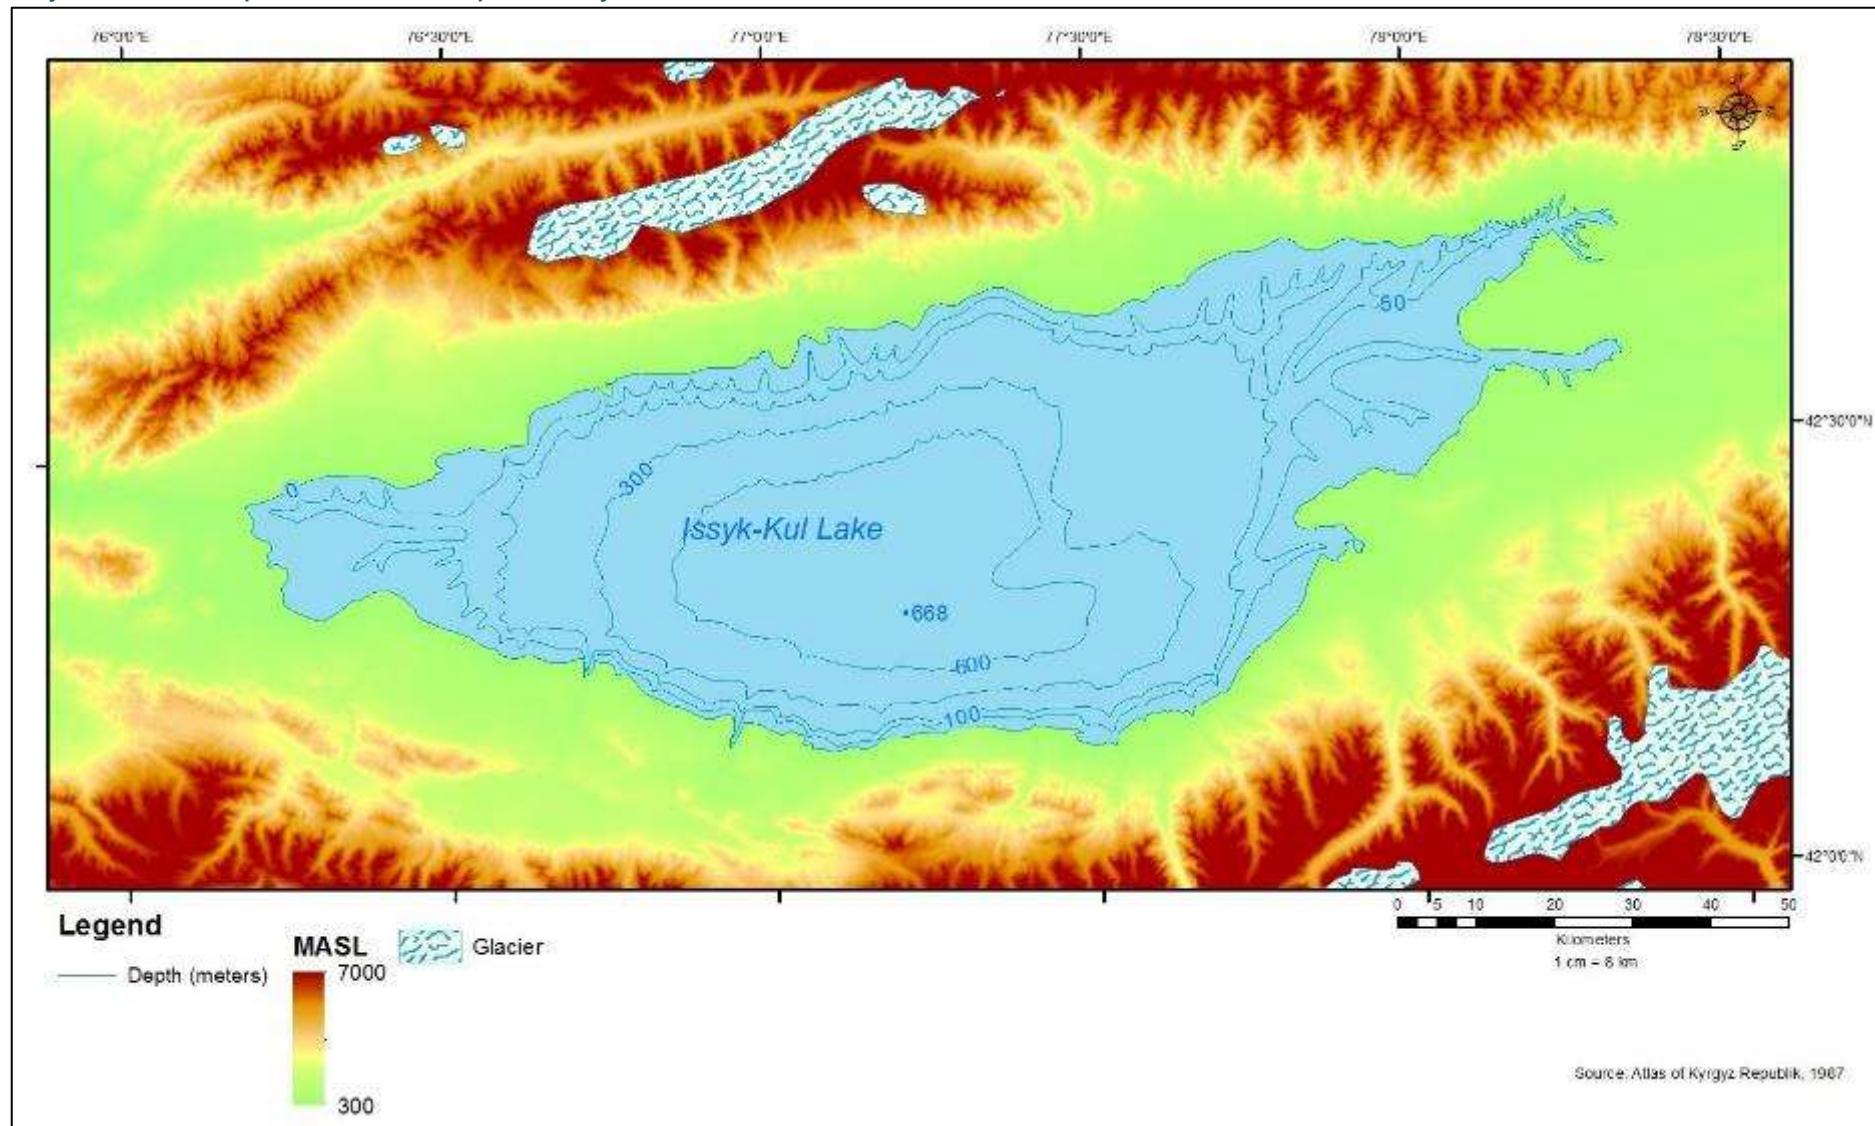 76°0'0"E 76°30'0"E 77°0'0"E 77°30'0"E 78°0'0"E 78°30'0"E
50
42°30'0"N
300
0
Issyk-Kul Lake
668
600
100
42°0'0"N
0 5 10 20 30 40 50
Kilometers
1 cm = 8 km
Legend
Depth (meters)
MASL
7000
300
Glacier
Source: Atlas of Kyrgyz Republik, 1987